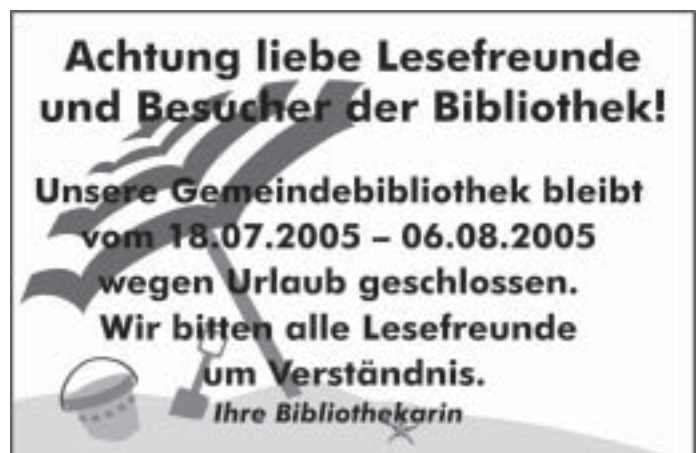 Achtung liebe Lesefreunde
und Besucher der Bibliothek!
Unsere Gemeindebibliothek bleibt
vom 18.07.2005 – 06.08.2005
wegen Urlaub geschlossen.
Wir bitten alle Lesefreunde
um Verständnis.
Ihre Bibliothekarin